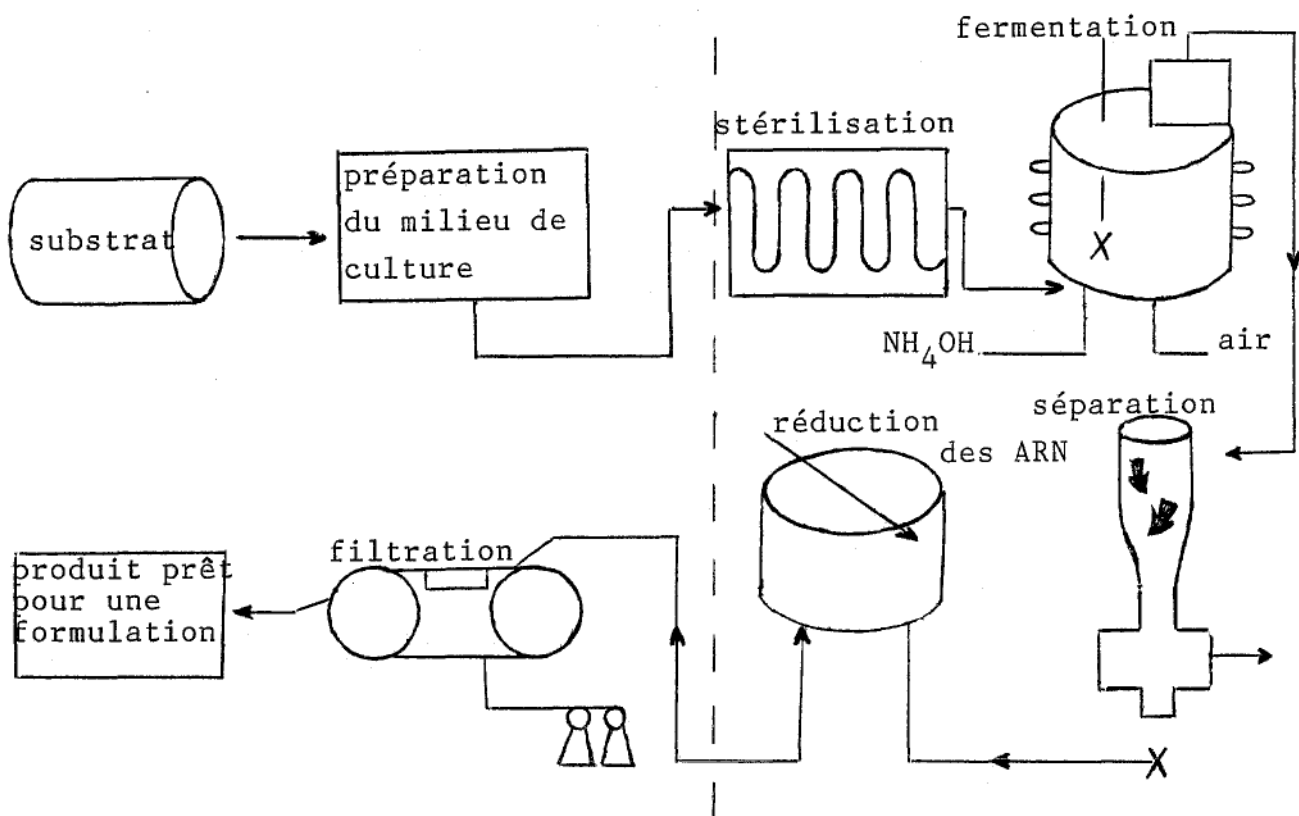 fermentation
stérilisation
substrat
préparation
du milieu de
culture
X
NH₄OH
air
séparation
réduction
des ARN
filtration
produit prêt
pour une
formulation
X